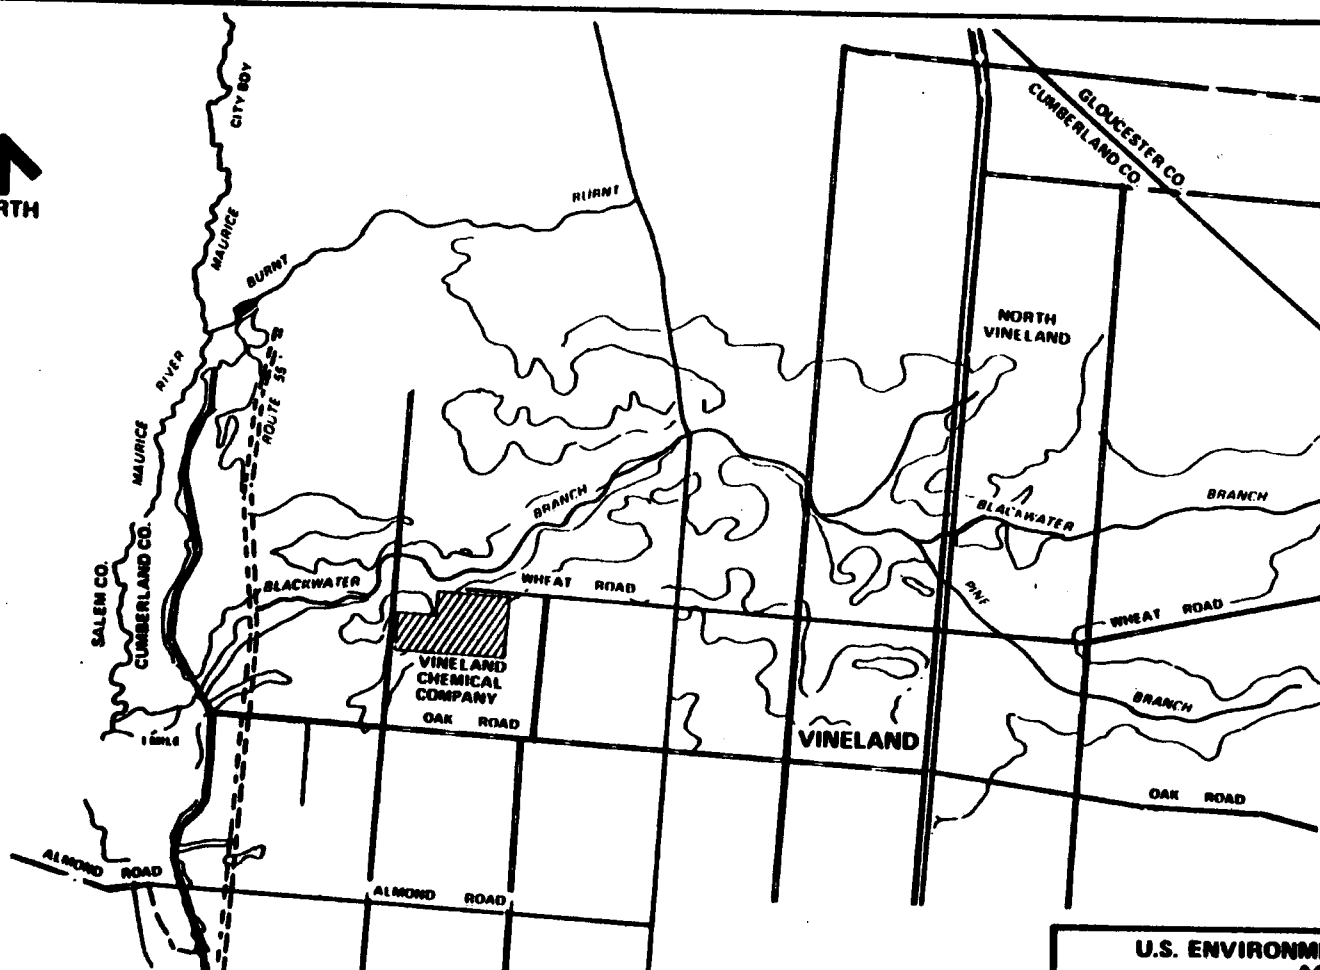 CITY BOY
GLOUCESTER CO.
CUMBERLAND CO.
RTH
MAURICE
BURNT
NORTH
VINELAND
RIVER
ROUTE 55
MAURICE
BRANCH
BRANCH
BLACKWATER
SALEM CO.
CUMBERLAND CO.
BLACKWATER
WHEAT ROAD
PINE
WHEAT ROAD
VINELAND
CHEMICAL
COMPANY
BRANCH
OAK ROAD
VINELAND
OAK ROAD
ALMOND ROAD
ALMOND ROAD
U.S. ENVIRONM